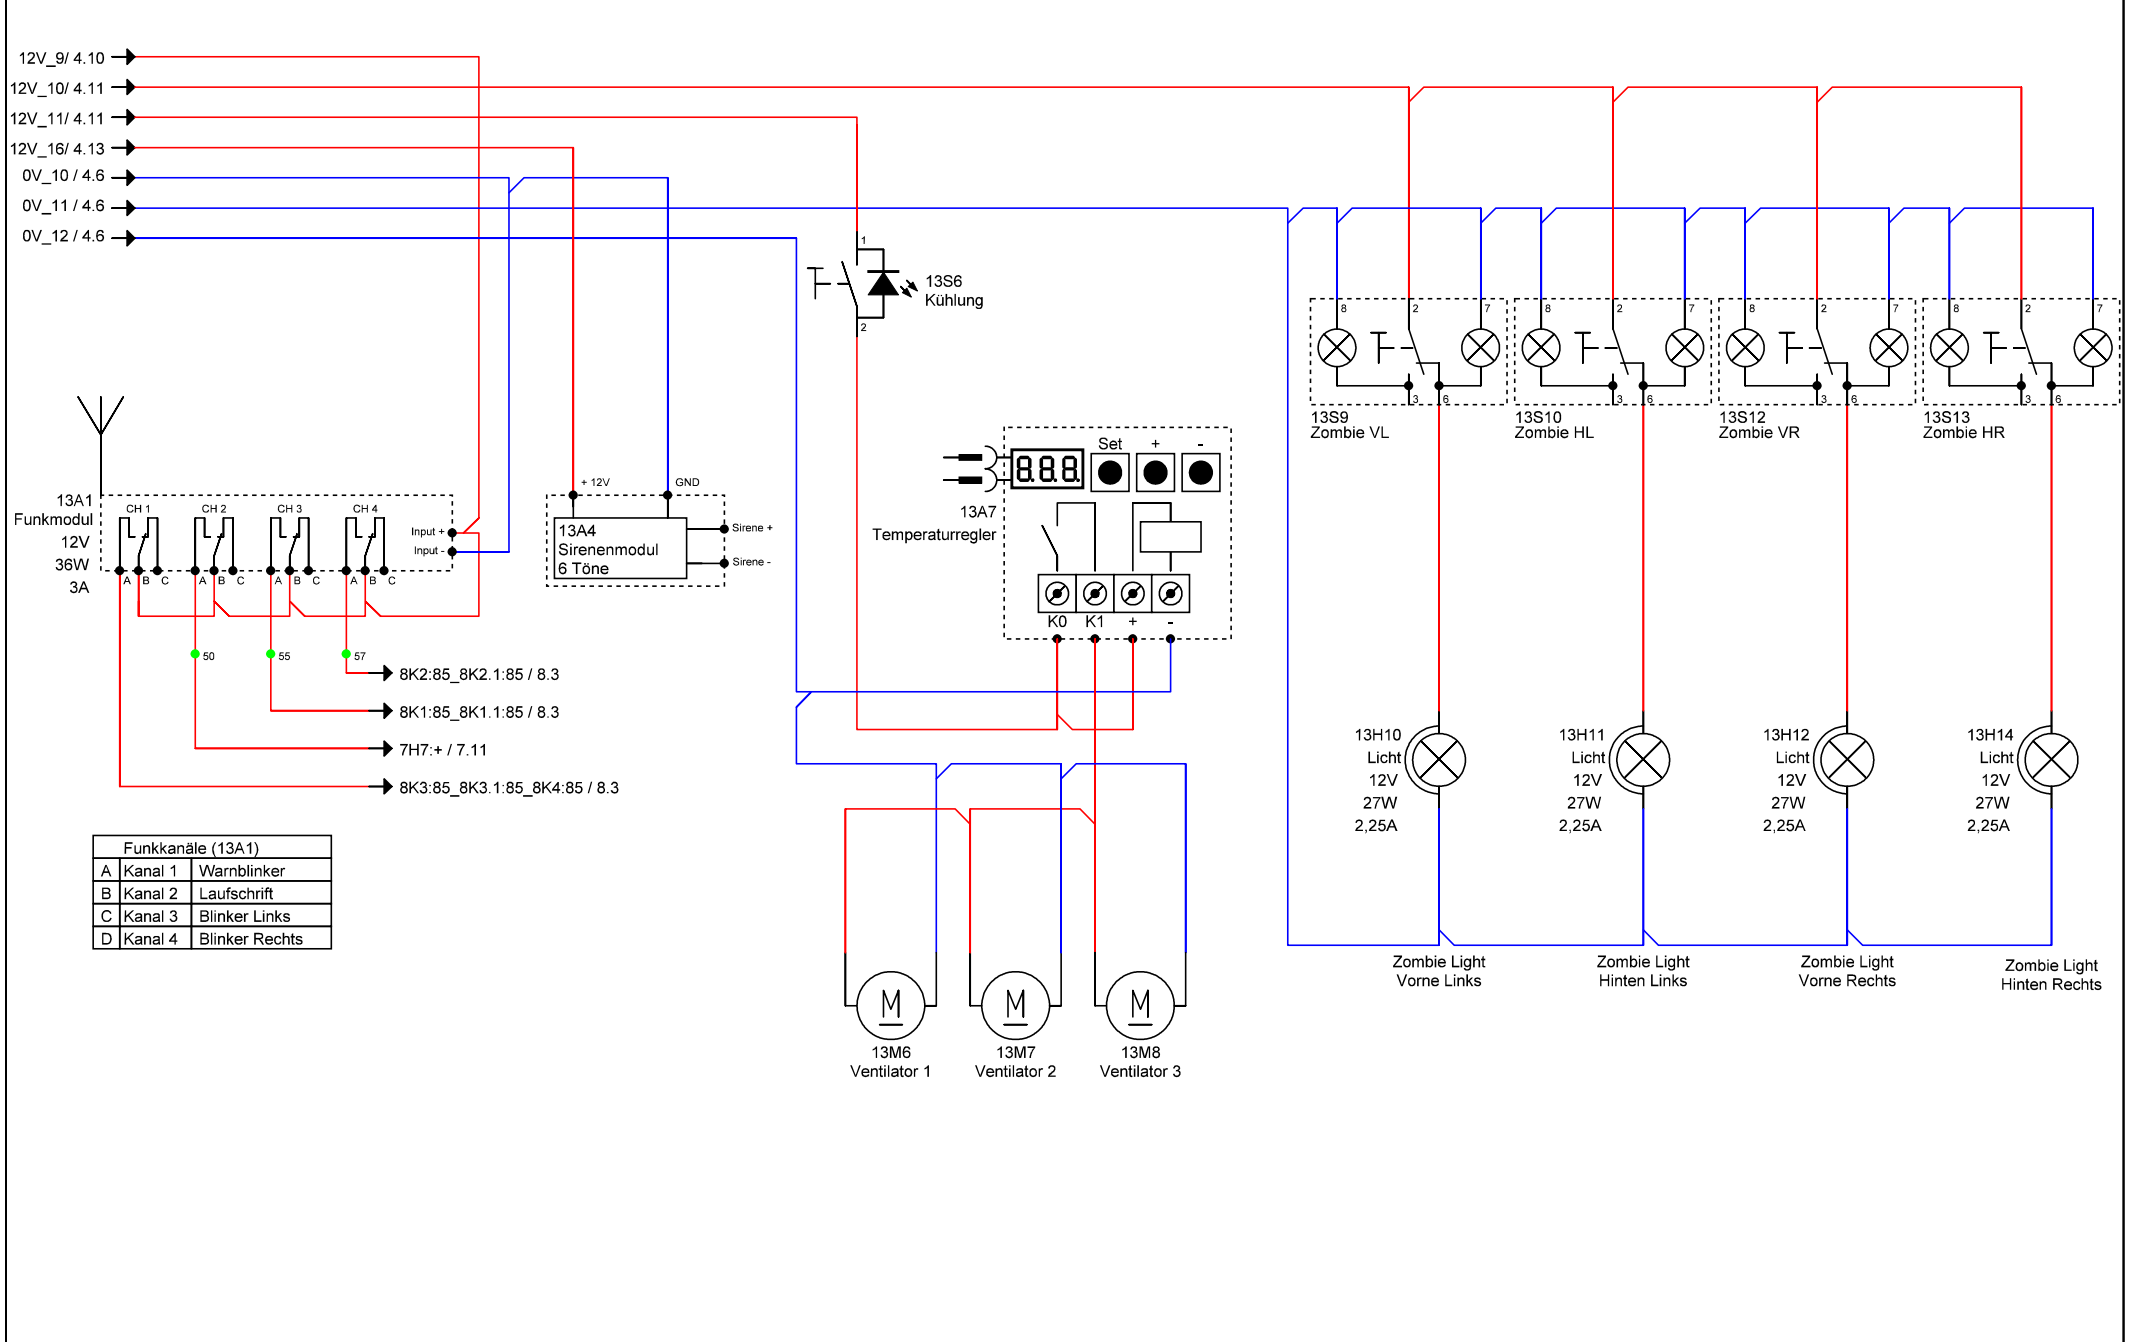 12V_9/ 4.10
12V_10/ 4.11
12V_11/ 4.11
12V_16/ 4.13
0V_10 / 4.6
0V_11 / 4.6
0V_12 / 4.6
1
2
13S6
Kühlung
8 2 7
3 6
13S9
Zombie VL
8 2 7
3 6
13S10
Zombie HL
8 2 7
3 6
13S12
Zombie VR
8 2 7
3 6
13S13
Zombie HR
13A1
Funkmodul
12V
36W
3A
CH 1 CH 2 CH 3 CH 4
Input +
Input -
A B C A B C A B C A B C
50 55 57
8K2:85_8K2.1:85 / 8.3
8K1:85_8K1.1:85 / 8.3
7H7:+ / 7.11
8K3:85_8K3.1:85_8K4:85 / 8.3
+ 12V GND
13A4
Sirenenmodul
6 Töne
Sirene +
Sirene -
13A7
Temperaturregler
8.8.8.
Set + -
K0 K1 + -
13H10
Licht
12V
27W
2,25A
13H11
Licht
12V
27W
2,25A
13H12
Licht
12V
27W
2,25A
13H14
Licht
12V
27W
2,25A
Funkkanäle (13A1)
A Kanal 1 Warnblinker
B Kanal 2 Laufschrift
C Kanal 3 Blinker Links
D Kanal 4 Blinker Rechts
Zombie Light
Vorne Links
Zombie Light
Hinten Links
Zombie Light
Vorne Rechts
Zombie Light
Hinten Rechts
M
13M6
Ventilator 1
M
13M7
Ventilator 2
M
13M8
Ventilator 3